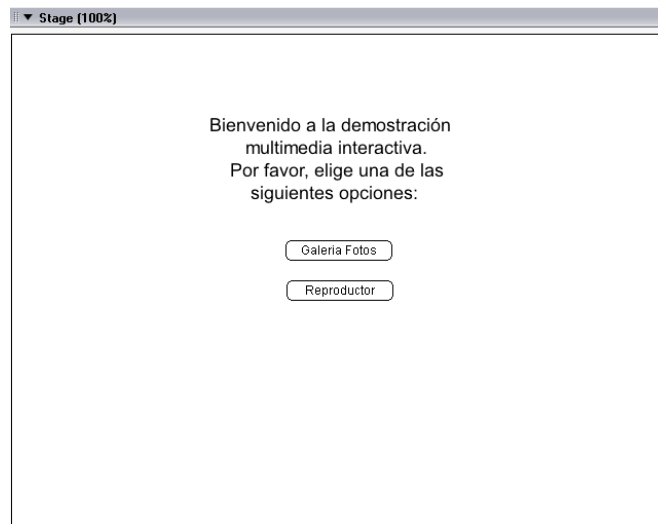 Stage (100%)
Bienvenido a la demostración
multimedia interactiva.
Por favor, elige una de las
siguientes opciones:
Galeria Fotos
Reproductor